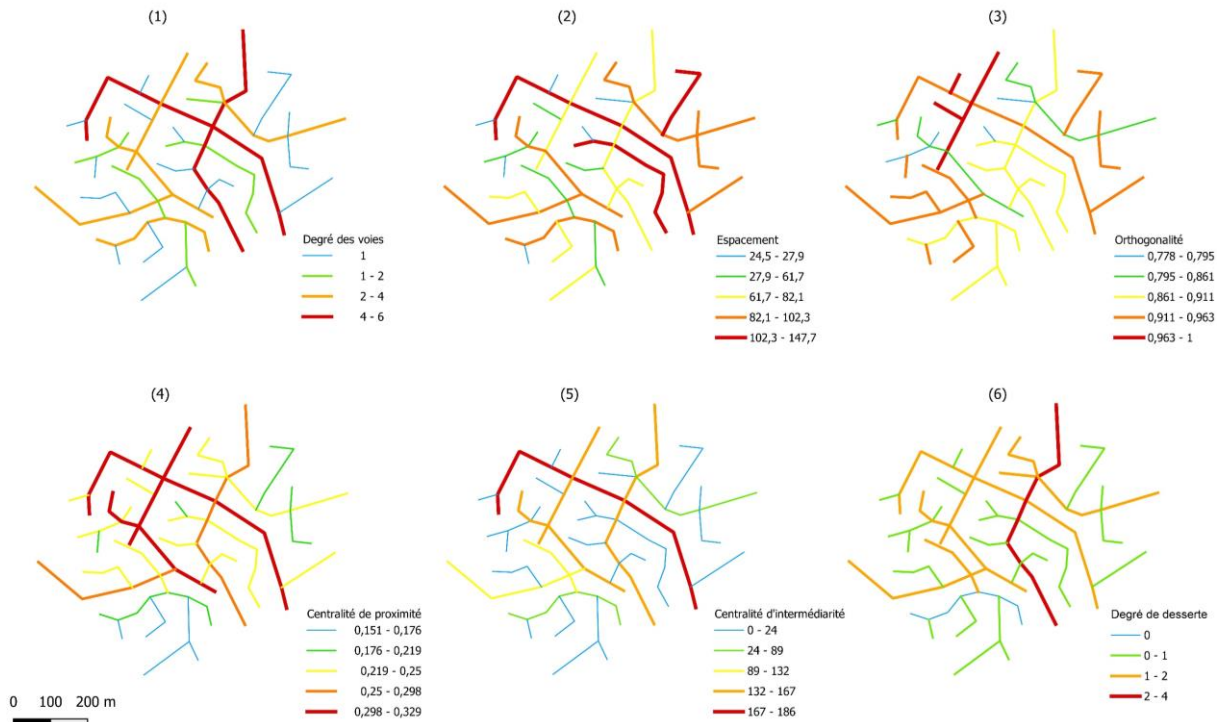 (1)
(2)
(3)
Degré des voies
1
1 - 2
2 - 4
4 - 6
Espacement
24,5 - 27,9
27,9 - 61,7
61,7 - 82,1
82,1 - 102,3
102,3 - 147,7
Orthogonalité
0,778 - 0,795
0,795 - 0,861
0,861 - 0,911
0,911 - 0,963
0,963 - 1
(4)
(5)
(6)
Centralité de proximité
0,151 - 0,176
0,176 - 0,219
0,219 - 0,25
0,25 - 0,298
0,298 - 0,329
Centralité d'intermédiarité
0 - 24
24 - 89
89 - 132
132 - 167
167 - 186
Degré de desserte
0
0 - 1
1 - 2
2 - 4
0 100 200 m